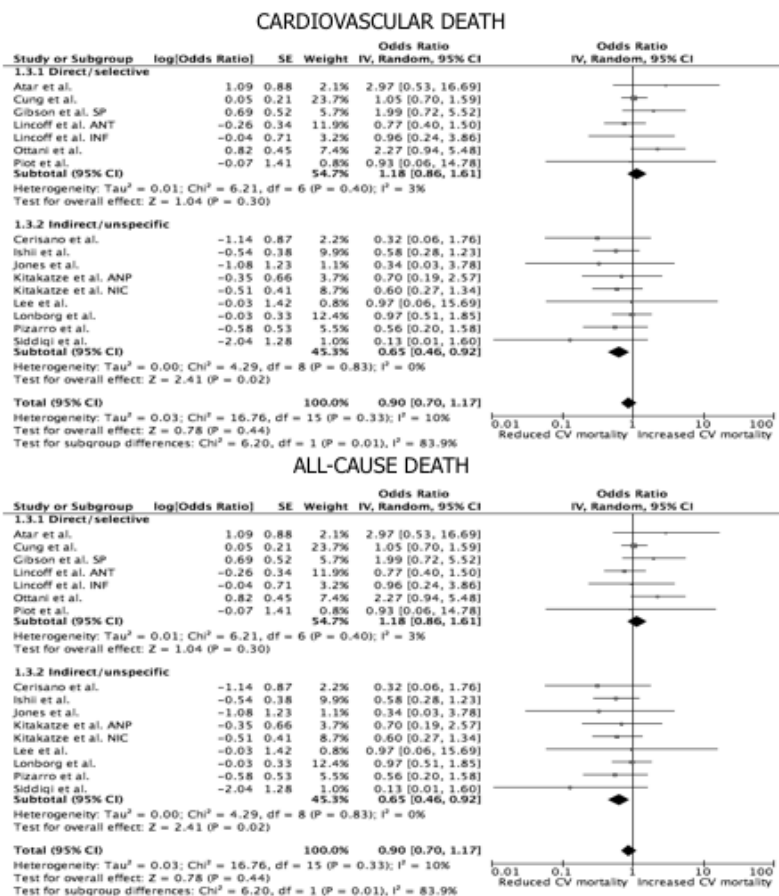 CARDIOVASCULAR DEATH
Odds Ratio Odds Ratio
Study or Subgroup log[Odds Ratio] SE Weight IV, Random, 95% CI IV, Random, 95% CI
1.3.1 Direct/selective
Atar et al. 1.09 0.88 2.1% 2.97 [0.53, 16.69]
Cung et al. 0.05 0.21 23.7% 1.05 [0.70, 1.59]
Gibson et al. SP 0.69 0.52 5.7% 1.99 [0.72, 5.52]
Lincoff et al. ANT -0.26 0.34 11.9% 0.77 [0.40, 1.50]
Lincoff et al. INF -0.04 0.71 3.2% 0.96 [0.24, 3.86]
Ottani et al. 0.82 0.45 7.4% 2.27 [0.94, 5.48]
Piot et al. -0.07 1.41 0.8% 0.93 [0.06, 14.78]
Subtotal (95% CI) 54.7% 1.18 [0.86, 1.61]
Heterogeneity: Tau² = 0.01; Chi² = 6.21, df = 6 (P = 0.40); I² = 3%
Test for overall effect: Z = 1.04 (P = 0.30)
1.3.2 Indirect/unspecific
Cerisano et al. -1.14 0.87 2.2% 0.32 [0.06, 1.76]
Ishii et al. -0.54 0.38 9.9% 0.58 [0.28, 1.23]
Jones et al. -1.08 1.23 1.1% 0.34 [0.03, 3.78]
Kitakatze et al. ANP -0.35 0.66 3.7% 0.70 [0.19, 2.57]
Kitakatze et al. NIC -0.51 0.41 8.7% 0.60 [0.27, 1.34]
Lee et al. -0.03 1.42 0.8% 0.97 [0.06, 15.69]
Lonborg et al. -0.03 0.33 12.4% 0.97 [0.51, 1.85]
Pizarro et al. -0.58 0.53 5.5% 0.56 [0.20, 1.58]
Siddiqi et al. -2.04 1.28 1.0% 0.13 [0.01, 1.60]
Subtotal (95% CI) 45.3% 0.65 [0.46, 0.92]
Heterogeneity: Tau² = 0.00; Chi² = 4.29, df = 8 (P = 0.83); I² = 0%
Test for overall effect: Z = 2.41 (P = 0.02)
Total (95% CI) 100.0% 0.90 [0.70, 1.17]
Heterogeneity: Tau² = 0.03; Chi² = 16.76, df = 15 (P = 0.33); I² = 10%
Test for overall effect: Z = 0.78 (P = 0.44)
Test for subgroup differences: Chi² = 6.20, df = 1 (P = 0.01), I² = 83.9%
0.01 0.1 1 10 100
Reduced CV mortality Increased CV mortality
ALL-CAUSE DEATH
Odds Ratio Odds Ratio
Study or Subgroup log[Odds Ratio] SE Weight IV, Random, 95% CI IV, Random, 95% CI
1.3.1 Direct/selective
Atar et al. 1.09 0.88 2.1% 2.97 [0.53, 16.69]
Cung et al. 0.05 0.21 23.7% 1.05 [0.70, 1.59]
Gibson et al. SP 0.69 0.52 5.7% 1.99 [0.72, 5.52]
Lincoff et al. ANT -0.26 0.34 11.9% 0.77 [0.40, 1.50]
Lincoff et al. INF -0.04 0.71 3.2% 0.96 [0.24, 3.86]
Ottani et al. 0.82 0.45 7.4% 2.27 [0.94, 5.48]
Piot et al. -0.07 1.41 0.8% 0.93 [0.06, 14.78]
Subtotal (95% CI) 54.7% 1.18 [0.86, 1.61]
Heterogeneity: Tau² = 0.01; Chi² = 6.21, df = 6 (P = 0.40); I² = 3%
Test for overall effect: Z = 1.04 (P = 0.30)
1.3.2 Indirect/unspecific
Cerisano et al. -1.14 0.87 2.2% 0.32 [0.06, 1.76]
Ishii et al. -0.54 0.38 9.9% 0.58 [0.28, 1.23]
Jones et al. -1.08 1.23 1.1% 0.34 [0.03, 3.78]
Kitakatze et al. ANP -0.35 0.66 3.7% 0.70 [0.19, 2.57]
Kitakatze et al. NIC -0.51 0.41 8.7% 0.60 [0.27, 1.34]
Lee et al. -0.03 1.42 0.8% 0.97 [0.06, 15.69]
Lonborg et al. -0.03 0.33 12.4% 0.97 [0.51, 1.85]
Pizarro et al. -0.58 0.53 5.5% 0.56 [0.20, 1.58]
Siddiqi et al. -2.04 1.28 1.0% 0.13 [0.01, 1.60]
Subtotal (95% CI) 45.3% 0.65 [0.46, 0.92]
Heterogeneity: Tau² = 0.00; Chi² = 4.29, df = 8 (P = 0.83); I² = 0%
Test for overall effect: Z = 2.41 (P = 0.02)
Total (95% CI) 100.0% 0.90 [0.70, 1.17]
Heterogeneity: Tau² = 0.03; Chi² = 16.76, df = 15 (P = 0.33); I² = 10%
Test for overall effect: Z = 0.78 (P = 0.44)
Test for subgroup differences: Chi² = 6.20, df = 1 (P = 0.01), I² = 83.9%
0.01 0.1 1 10 100
Reduced CV mortality Increased CV mortality